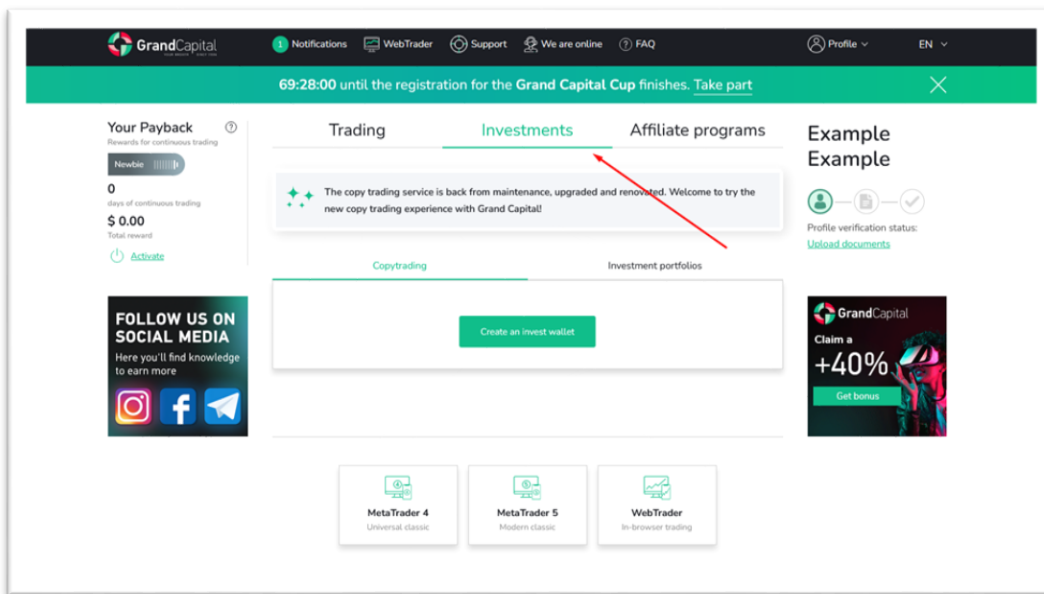 GrandCapital
1 Notifications
WebTrader
Support
We are online
FAQ
Profile
EN
69:28:00 until the registration for the Grand Capital Cup finishes. Take part
Your Payback
Rewards for continuous trading
Newbie
0
days of continuous trading
$ 0.00
Total reward
Activate
FOLLOW US ON
SOCIAL MEDIA
Here you'll find knowledge
to earn more
Trading
Investments
Affiliate programs
The copy trading service is back from maintenance, upgraded and renovated. Welcome to try the
new copy trading experience with Grand Capital!
Copytrading
Investment portfolios
Create an invest wallet
MetaTrader 4
Universal classic
MetaTrader 5
Modern classic
WebTrader
In-browser trading
Example
Example
Profile verification status:
Upload documents
GrandCapital
Claim a
+40%
Get bonus